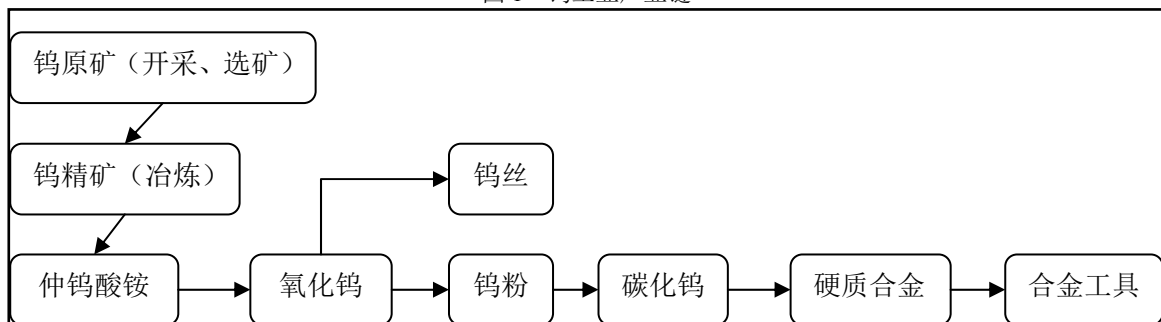 钨原矿（开采、选矿）
钨精矿（冶炼）
钨丝
仲钨酸铵
氧化钨
钨粉
碳化钨
硬质合金
合金工具